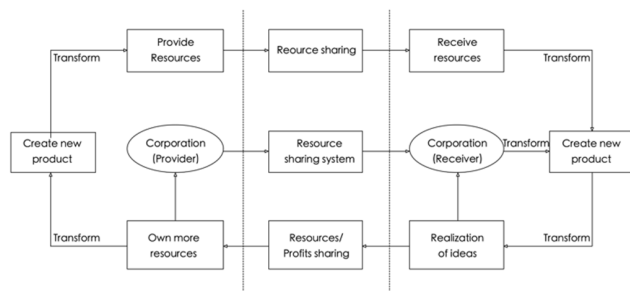 Provide
Resources
Reource sharing
Receive
resources
Transform
Transform
Create new
product
Corporation
(Provider)
Resource
sharing system
Corporation
(Receiver)
Transform
Create new
product
Transform
Own more
resources
Resources/
Profits sharing
Realization
of ideas
Transform